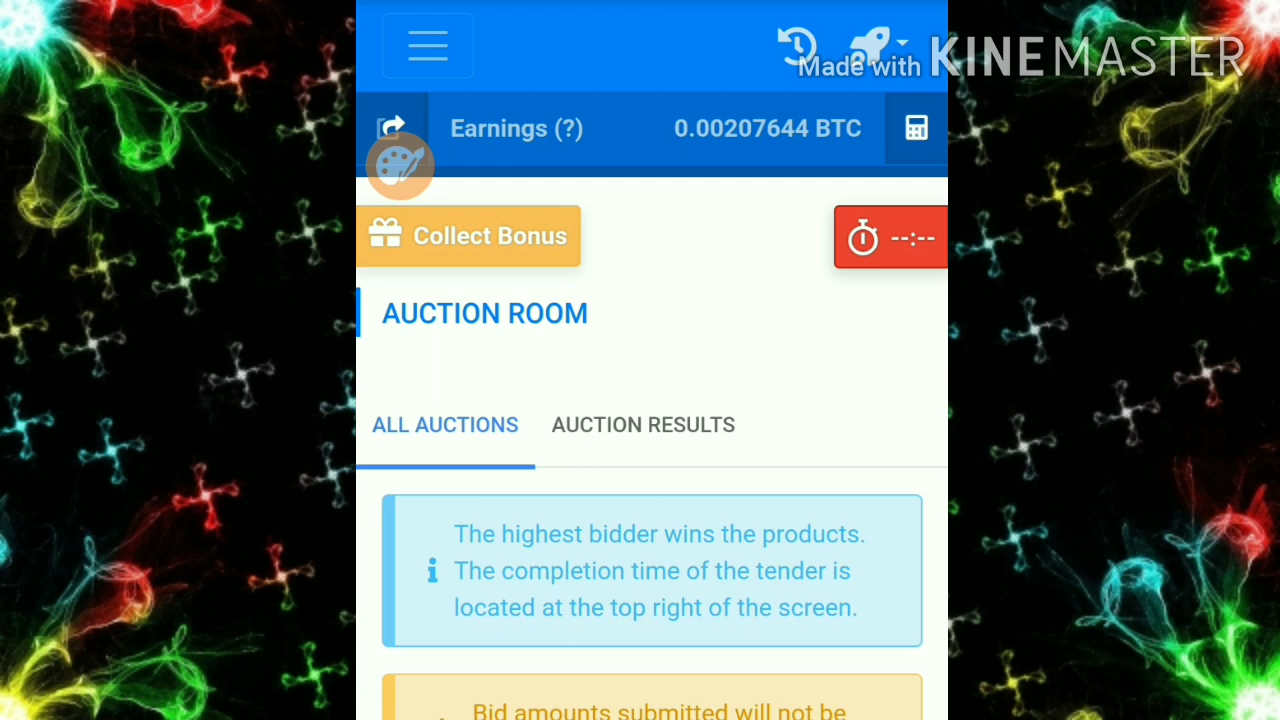 Made with KINEMASTER
Earnings (?) 0.00207644 BTC
Collect Bonus --:--
AUCTION ROOM
ALL AUCTIONS AUCTION RESULTS
The highest bidder wins the products.
The completion time of the tender is
located at the top right of the screen.
Bid amounts submitted will not be